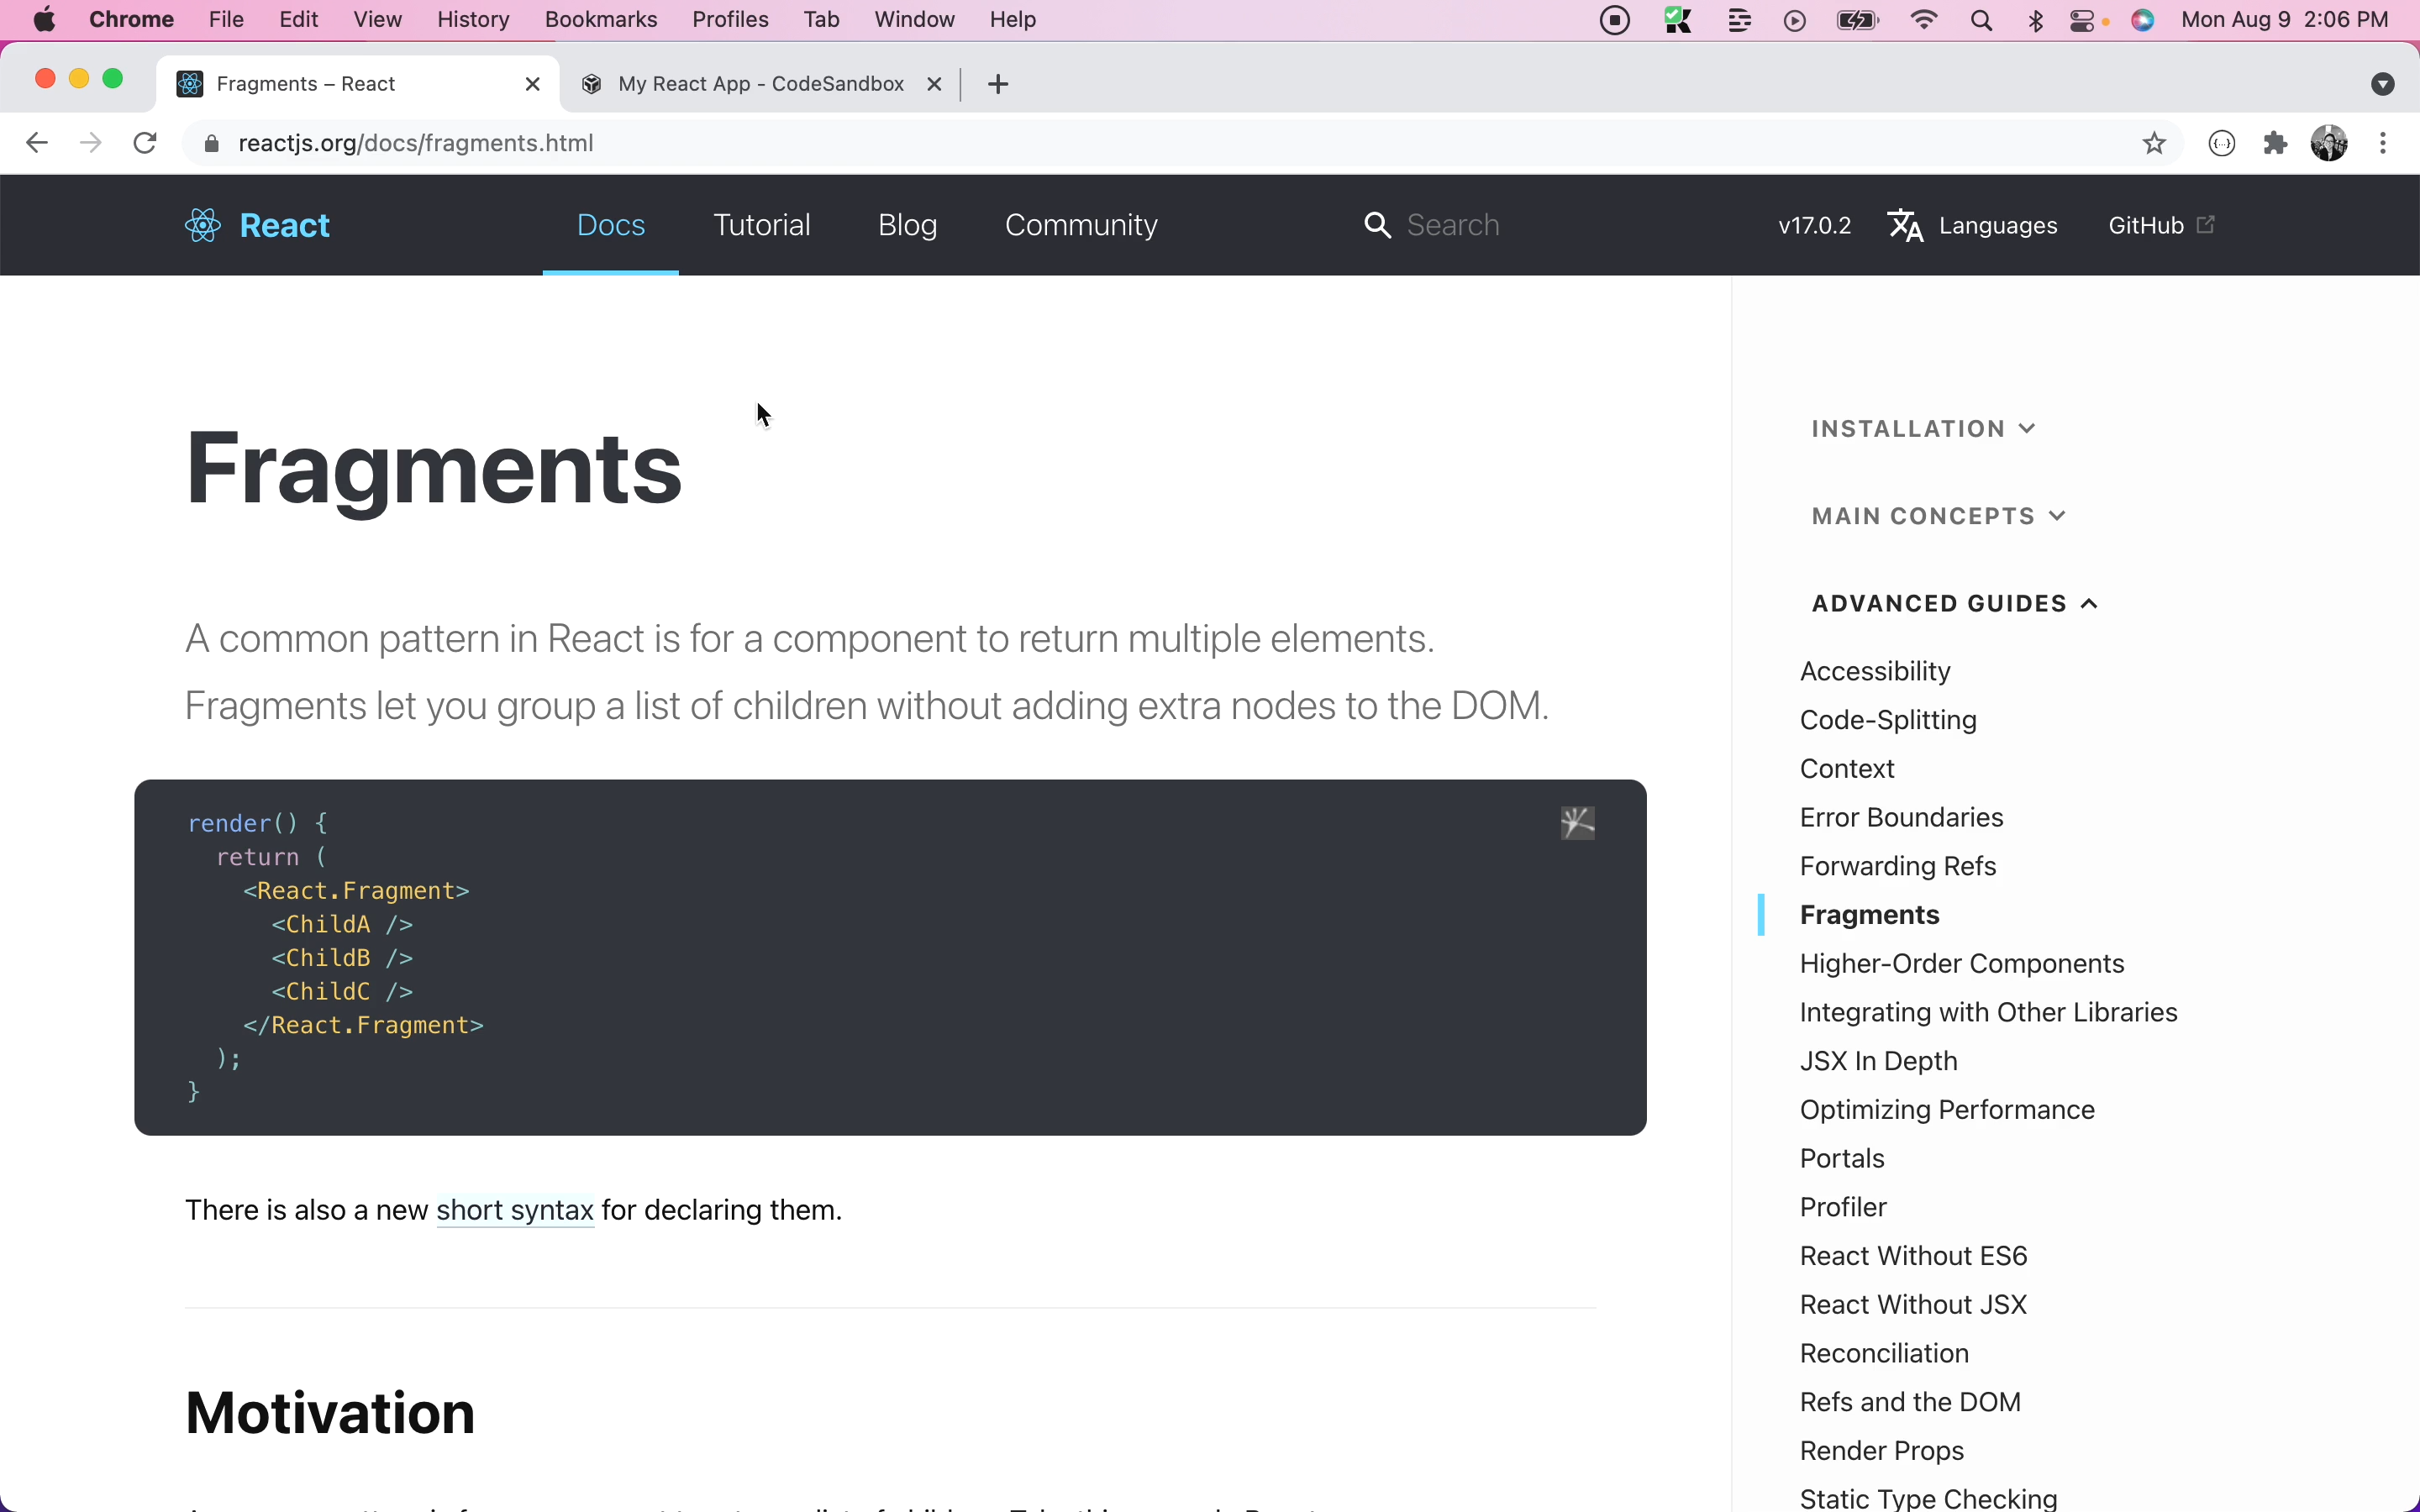 Chrome File Edit View History Bookmarks Profiles Tab Window Help Mon Aug 9 2:06 PM
Fragments – React My React App - CodeSandbox
reactjs.org/docs/fragments.html
React Docs Tutorial Blog Community Search v17.0.2 Languages GitHub
Fragments
A common pattern in React is for a component to return multiple elements.
Fragments let you group a list of children without adding extra nodes to the DOM.
render() {
  return (
    <React.Fragment>
      <ChildA />
      <ChildB />
      <ChildC />
    </React.Fragment>
  );
}
There is also a new short syntax for declaring them.
Motivation
INSTALLATION
MAIN CONCEPTS
ADVANCED GUIDES
Accessibility
Code-Splitting
Context
Error Boundaries
Forwarding Refs
Fragments
Higher-Order Components
Integrating with Other Libraries
JSX In Depth
Optimizing Performance
Portals
Profiler
React Without ES6
React Without JSX
Reconciliation
Refs and the DOM
Render Props
Static Type Checking